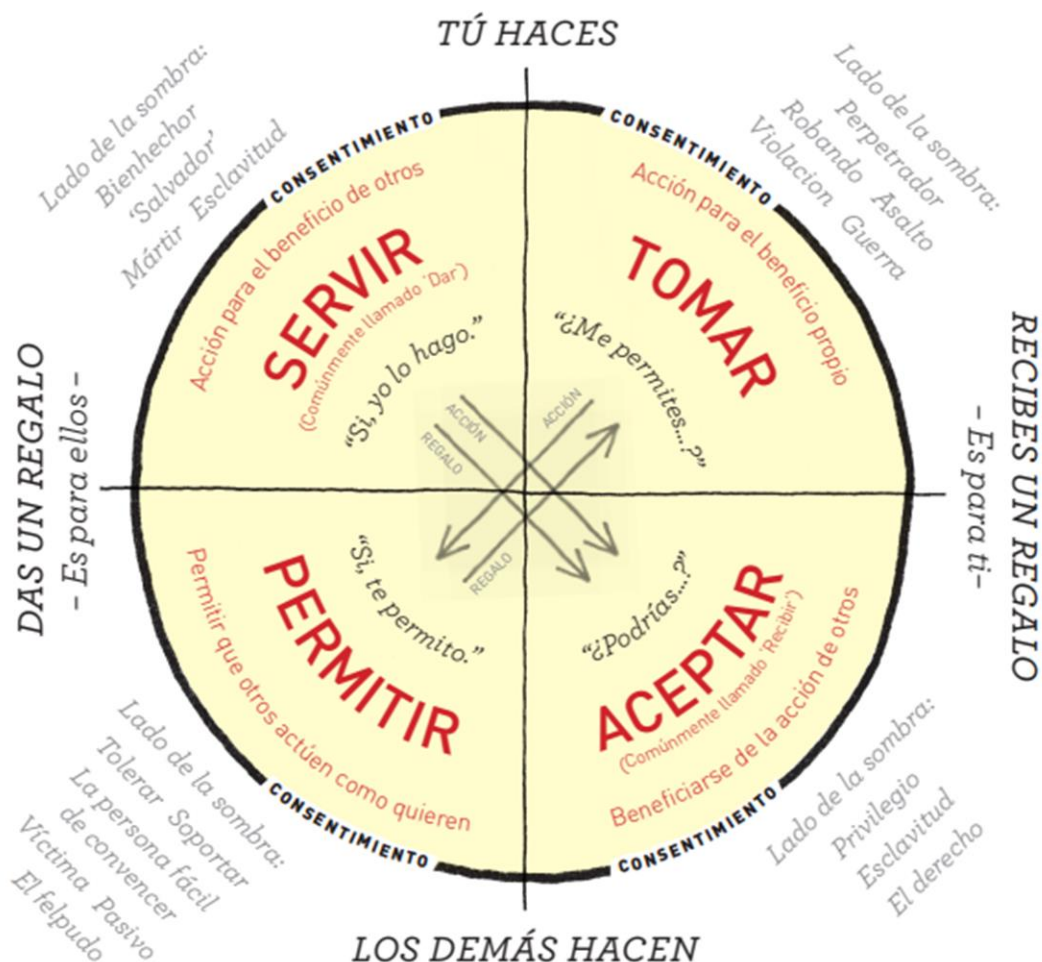 TÚ HACES
Lado de la sombra:
Bienhechor
‘Salvador’
Mártir Esclavitud
CONSENTIMIENTO
Acción para el beneficio de otros
SERVIR
(Comúnmente llamado ‘Dar’)
“Si, yo lo hago.”
Lado de la sombra:
Perpetrador
Robando Asalto
Violacion Guerra
CONSENTIMIENTO
Acción para el beneficio propio
TOMAR
“¿Me permites...?”
DAS UN REGALO
– Es para ellos –
RECIBES UN REGALO
– Es para ti–
ACCIÓN
REGALO
ACCIÓN
REGALO
“Si, te permito.”
PERMITIR
Permitir que otros actúen como quieren
CONSENTIMIENTO
Lado de la sombra:
Tolerar Soportar
La persona fácil
de convencer
Víctima Pasivo
El felpudo
“¿Podrías...?”
ACEPTAR
(Comúnmente llamado ‘Recibir’)
Beneficiarse de la acción de otros
CONSENTIMIENTO
Lado de la sombra:
Privilegio
Esclavitud
El derecho
LOS DEMÁS HACEN